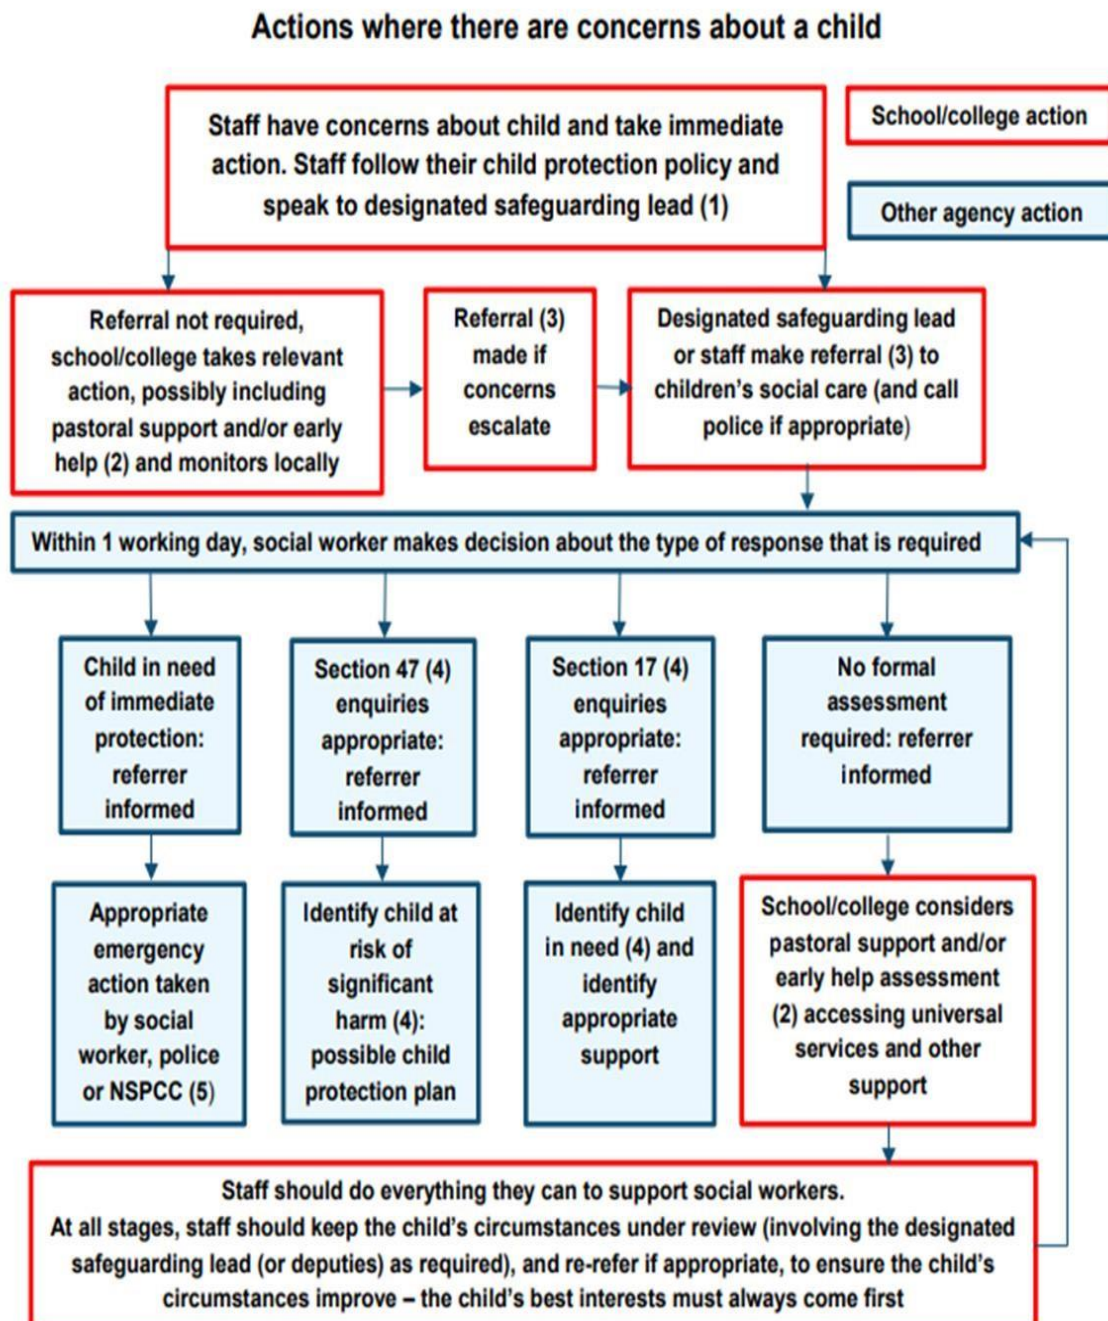 Actions where there are concerns about a child
Staff have concerns about child and take immediate
action. Staff follow their child protection policy and
speak to designated safeguarding lead (1)
School/college action
Other agency action
Referral not required,
school/college takes relevant
action, possibly including
pastoral support and/or early
help (2) and monitors locally
Referral (3)
made if
concerns
escalate
Designated safeguarding lead
or staff make referral (3) to
children's social care (and call
police if appropriate)
Within 1 working day, social worker makes decision about the type of response that is required
Child in need
of immediate
protection:
referrer
informed
Section 47 (4)
enquiries
appropriate:
referrer
informed
Section 17 (4)
enquiries
appropriate:
referrer
informed
No formal
assessment
required: referrer
informed
Appropriate
emergency
action taken
by social
worker, police
or NSPCC (5)
Identify child at
risk of
significant
harm (4):
possible child
protection plan
Identify child
in need (4) and
identify
appropriate
support
School/college considers
pastoral support and/or
early help assessment
(2) accessing universal
services and other
support
Staff should do everything they can to support social workers.
At all stages, staff should keep the child's circumstances under review (involving the designated
safeguarding lead (or deputies) as required), and re-refer if appropriate, to ensure the child's
circumstances improve – the child's best interests must always come first